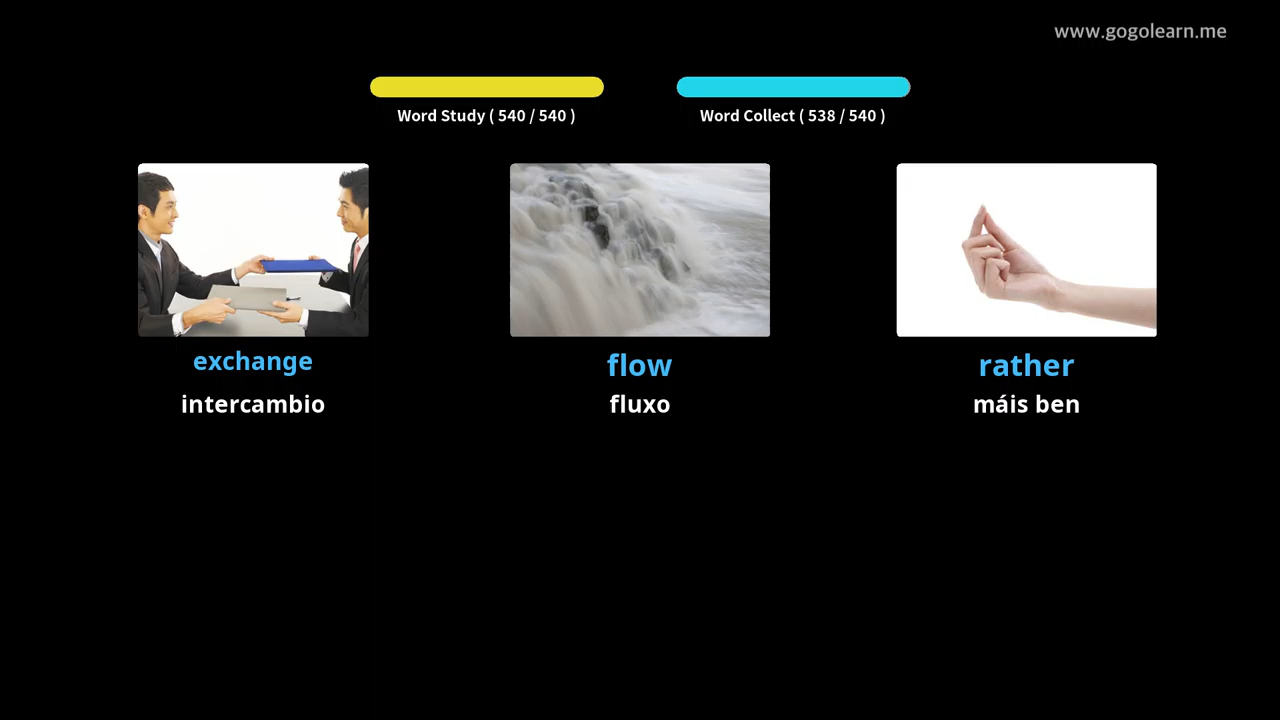 www.gogolearn.me
Word Study ( 540 / 540 )
Word Collect ( 538 / 540 )
exchange
intercambio
flow
fluxo
rather
máis ben